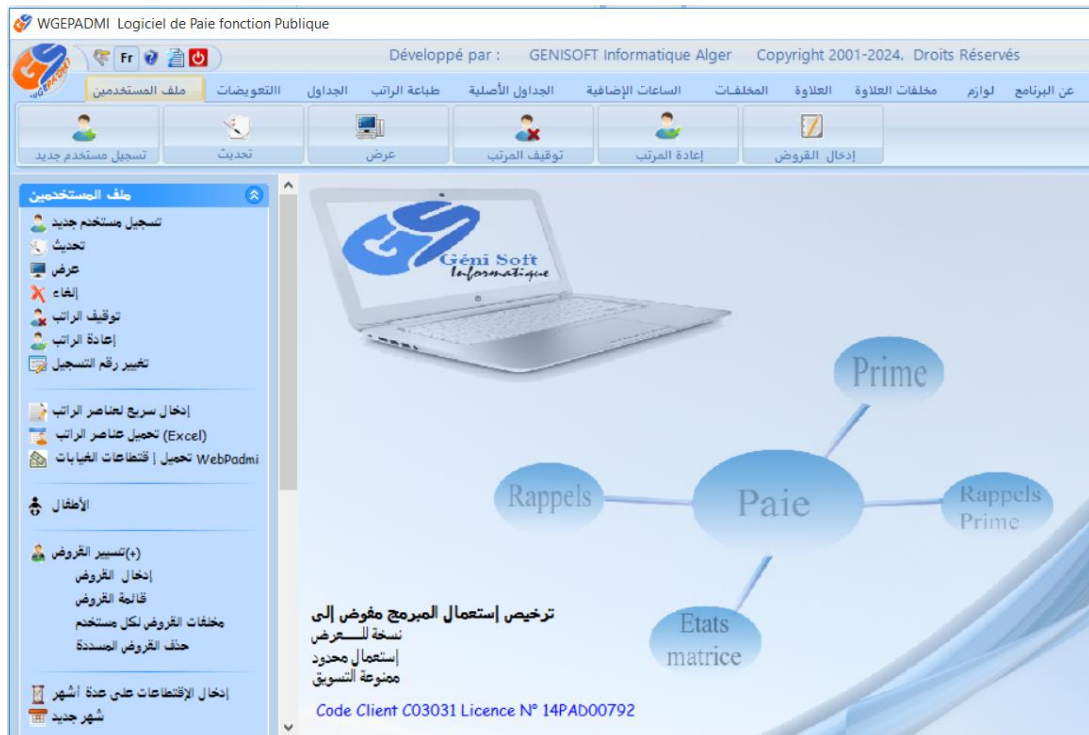 WGEPADMI Logiciel de Paie fonction Publique
Fr
Développé par : GENISOFT Informatique Alger Copyright 2001-2024. Droits Réservés
WGEPADMI
ملف المستخدمين
االتعويضات
الجداول
طباعة الراتب
الجداول الأصلية
الساعات الإضافية
المخلفـات
العلاوة
مخلفات العلاوة
لوازم
عن البرنامج
تسجيل مستخدم جديد
تحديث
عرض
توقيف المرتب
إعادة المرتب
إدخال القروض
ملف المستخدمين
تسجيل مستخدم جديد
تحديث
عرض
إلغاء
توقيف الراتب
إعادة الراتب
تغيير رقم التسجيل
إدخال سريع لعناصر الراتب
تحميل عناصر الراتب (Excel)
تحميل إقتطاعات الغيابات WebPadmi
الأطفال
(+)تسيير القروض
إدخال القروض
قائمة القروض
مخلفات القروض لكل مستخدم
حذف القروض المسددة
إدخال الإقتطاعات على عدة أشهر
شهر جديد
GS
Géni Soft
Informatique
Prime
Rappels
Paie
Rappels
Prime
Etats
matrice
ترخيص إستعمال المبرمج مفوض إلى
نسخة للـــعرض
إستعمال محدود
ممنوعة التسويق
Code Client C03031 Licence N° 14PAD00792